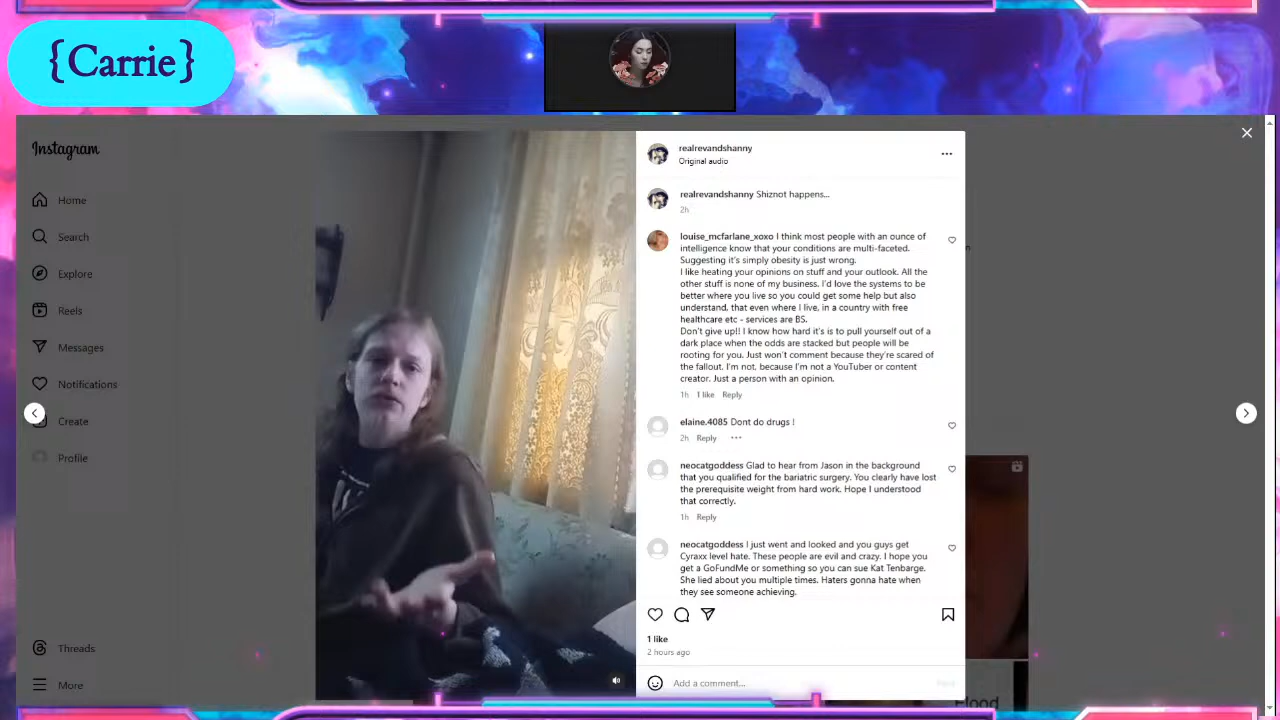 {Carrie}
Instagram
Home
Search
Explore
Reels
Messages
Notifications
Create
Profile
Threads
More
realrevandshanny
Original audio
realrevandshanny Shiznot happens...
2h
louise_mcfarlane_xoxo I think most people with an ounce of
intelligence know that your conditions are multi-faceted.
Suggesting it's simply obesity is just wrong.
I like heating your opinions on stuff and your outlook. All the
other stuff is none of my business. I'd love the systems to be
better where you live so you could get some help but also
understand, that even where I live, in a country with free
healthcare etc - services are BS.
Don't give up!! I know how hard it's is to pull yourself out of a
dark place when the odds are stacked but people will be
rooting for you. Just won't comment because they're scared of
the fallout. I'm not, because I'm not a YouTuber or content
creator. Just a person with an opinion.
1h 1 like Reply
elaine.4085 Dont do drugs !
2h Reply
neocatgoddess Glad to hear from Jason in the background
that you qualified for the bariatric surgery. You clearly have lost
the prerequisite weight from hard work. Hope I understood
that correctly.
1h Reply
neocatgoddess I just went and looked and you guys get
Cyraxx level hate. These people are evil and crazy. I hope you
get a GoFundMe or something so you can sue Kat Tenbarge.
She lied about you multiple times. Haters gonna hate when
they see someone achieving.
1 like
2 hours ago
Add a comment...